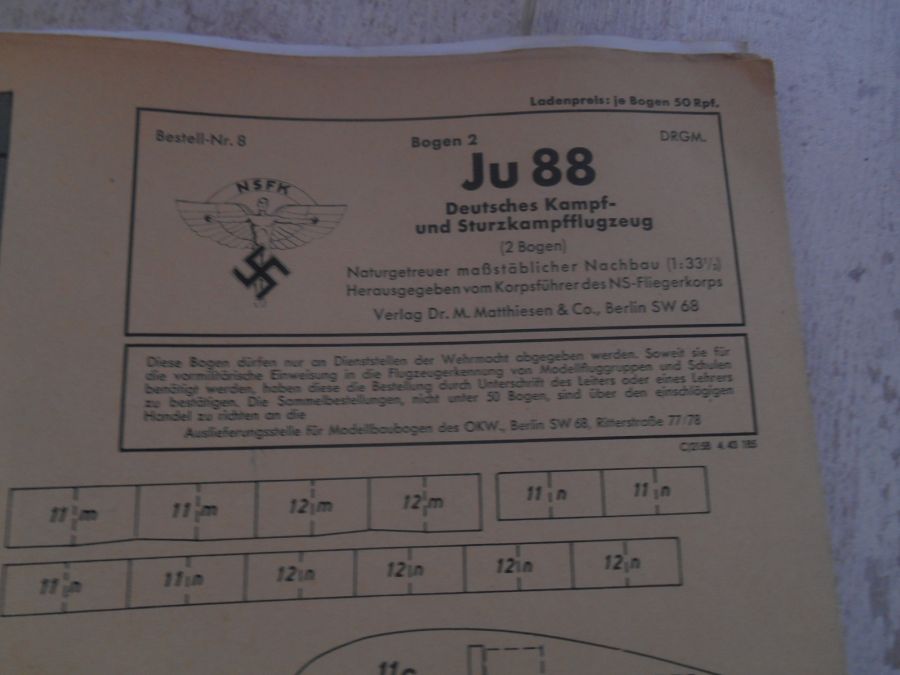 Ladenpreis: je Bogen 50 Rpf.
Bestell-Nr. 8
Bogen 2
DRGM.
NSFK
Ju 88
Deutsches Kampf-
und Sturzkampfflugzeug
(2 Bogen)
Naturgetreuer maßstäblicher Nachbau (1:33⅓)
Herausgegeben vom Korpsführer des NS-Fliegerkorps
Verlag Dr. M. Matthiesen & Co., Berlin SW 68
Diese Bogen dürfen nur an Dienststellen der Wehrmacht abgegeben werden. Soweit sie für
die vormilitärische Einweisung in die Flugzeugerkennung von Modellfluggruppen und Schulen
benötigt werden, haben diese die Bestellung durch Unterschrift des Leiters oder eines Lehrers
zu bestätigen. Die Sammelbestellungen, nicht unter 50 Bogen, sind über den einschlägigen
Handel zu richten an die
Auslieferungsstelle für Modellbaubogen des OKW., Berlin SW 68, Ritterstraße 77/78
4. 43 185
11 m 11 m 12 m 12 m 11 n 11 n
11 n 11 n 12 n 12 n 12 n 12 n